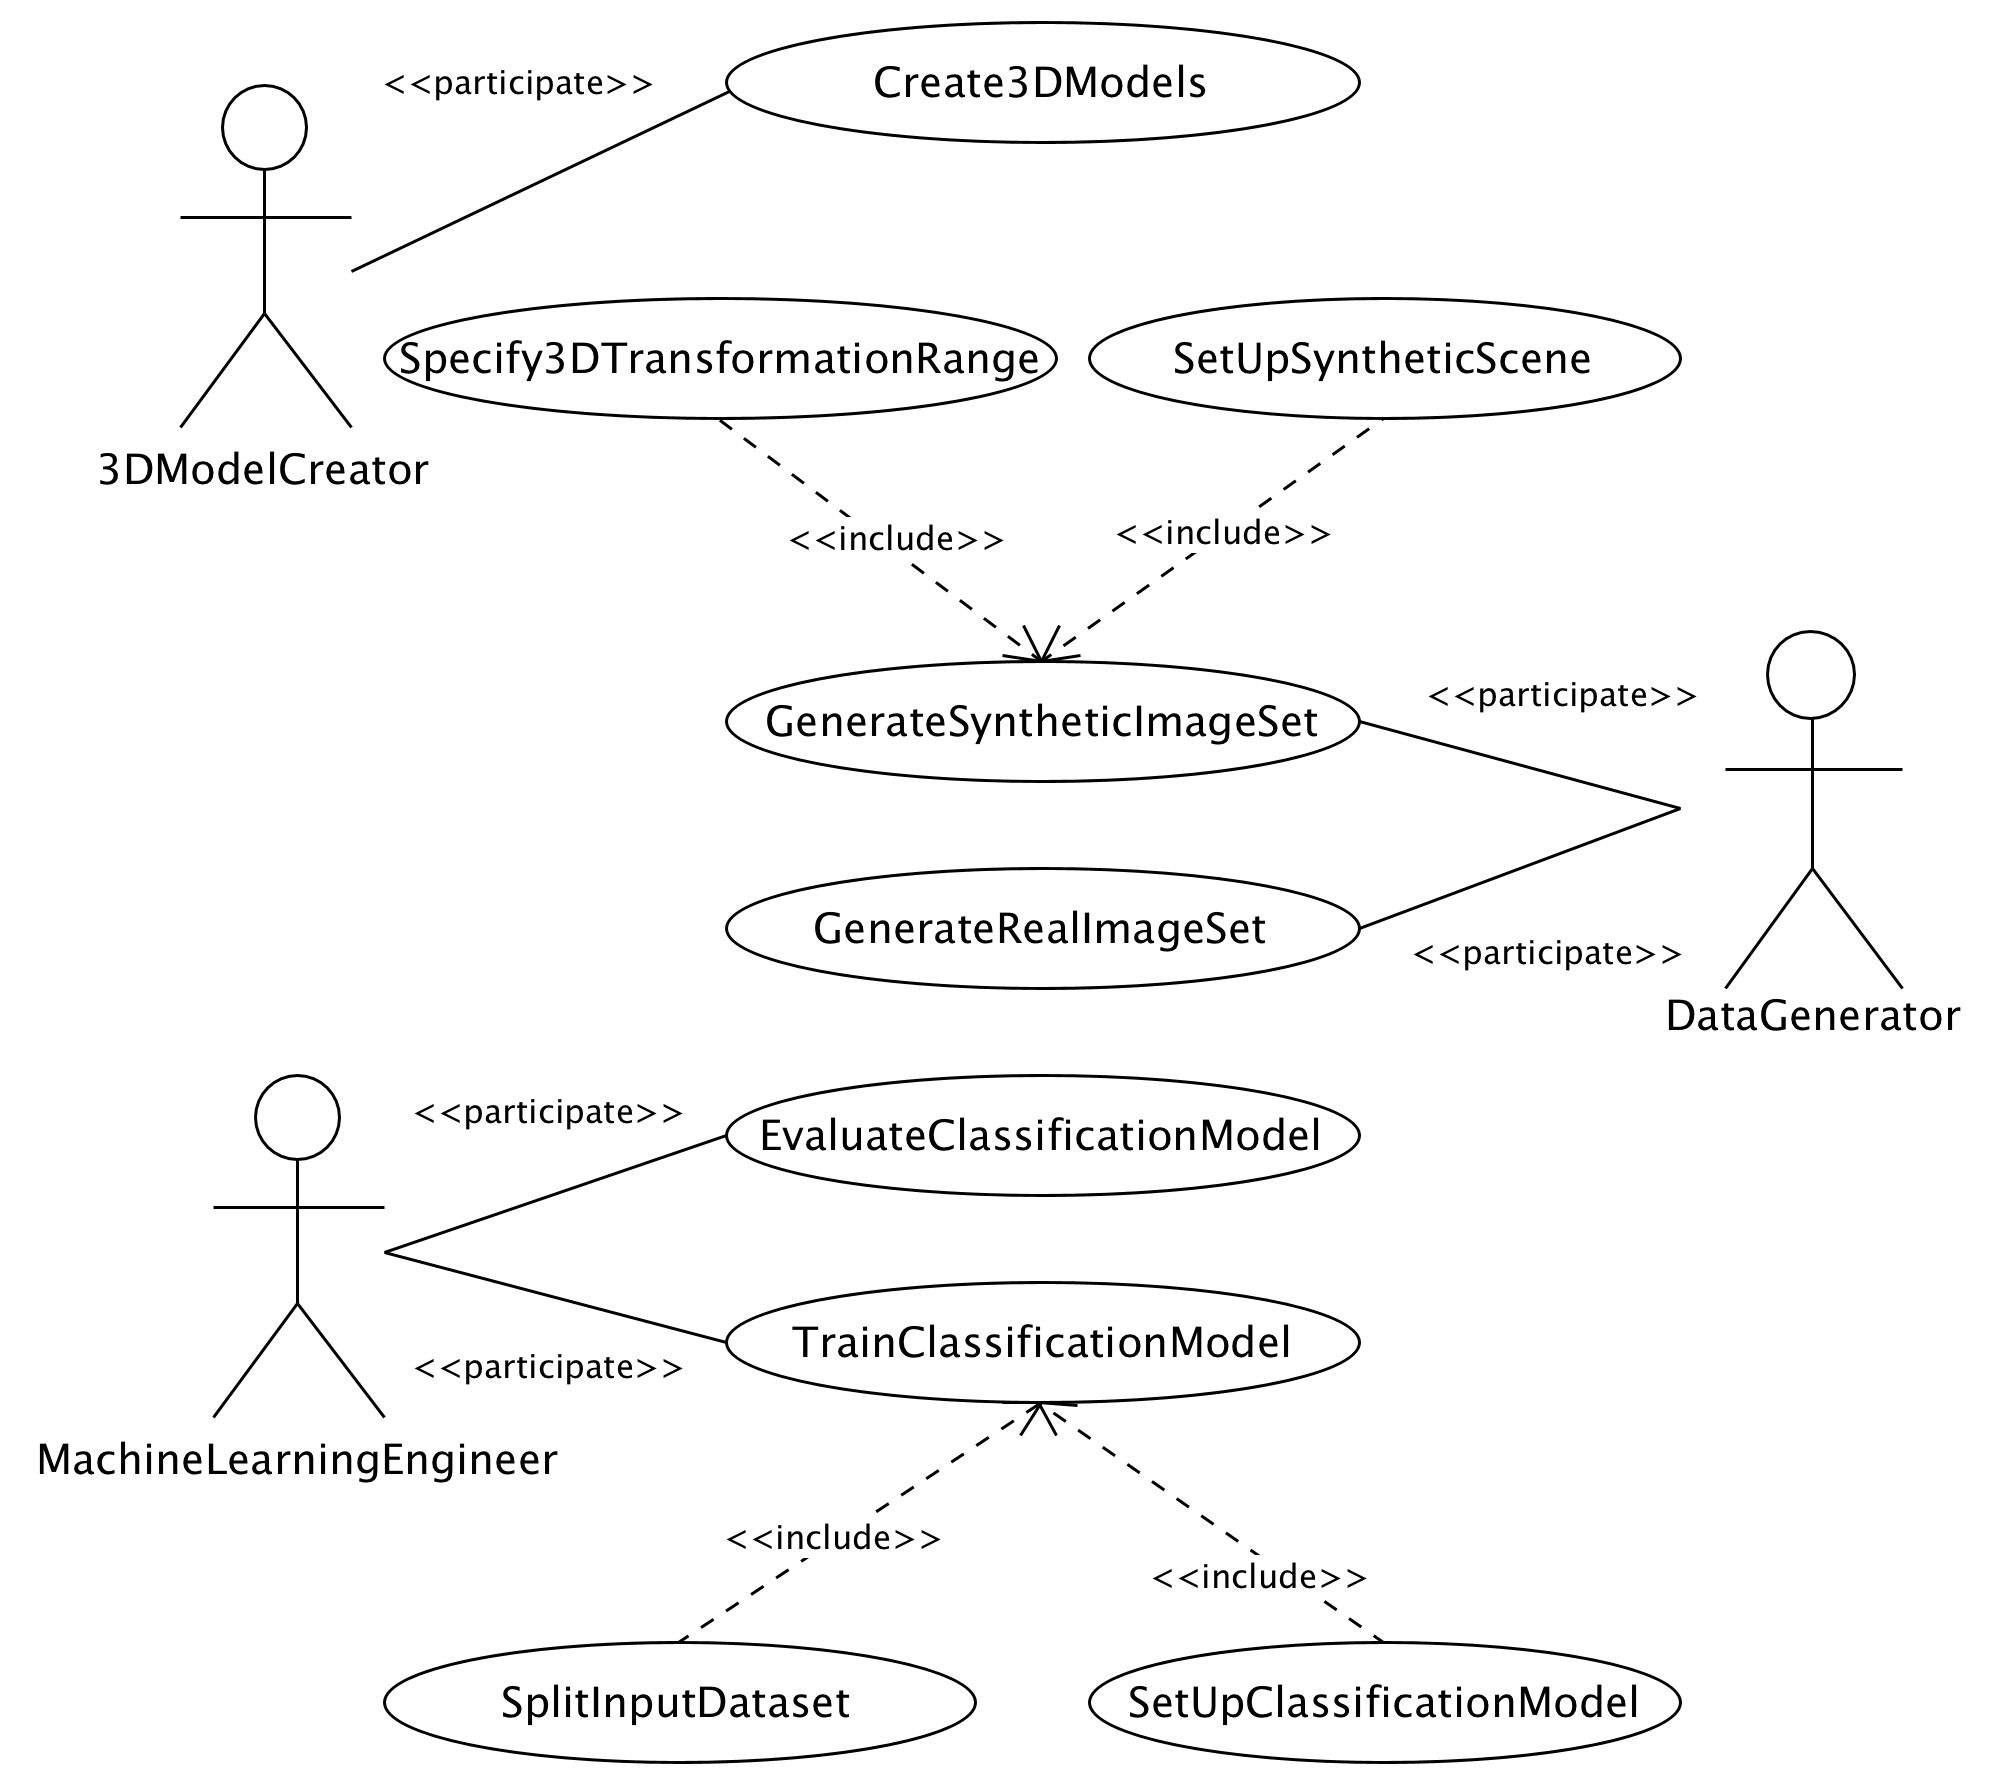 <<participate>>
Create3DModels
3DModelCreator
Specify3DTransformationRange
SetUpSyntheticScene
<<include>>
<<include>>
GenerateSyntheticImageSet
<<participate>>
GenerateRealImageSet
<<participate>>
DataGenerator
<<participate>>
EvaluateClassificationModel
TrainClassificationModel
<<participate>>
MachineLearningEngineer
<<include>>
<<include>>
SplitInputDataset
SetUpClassificationModel